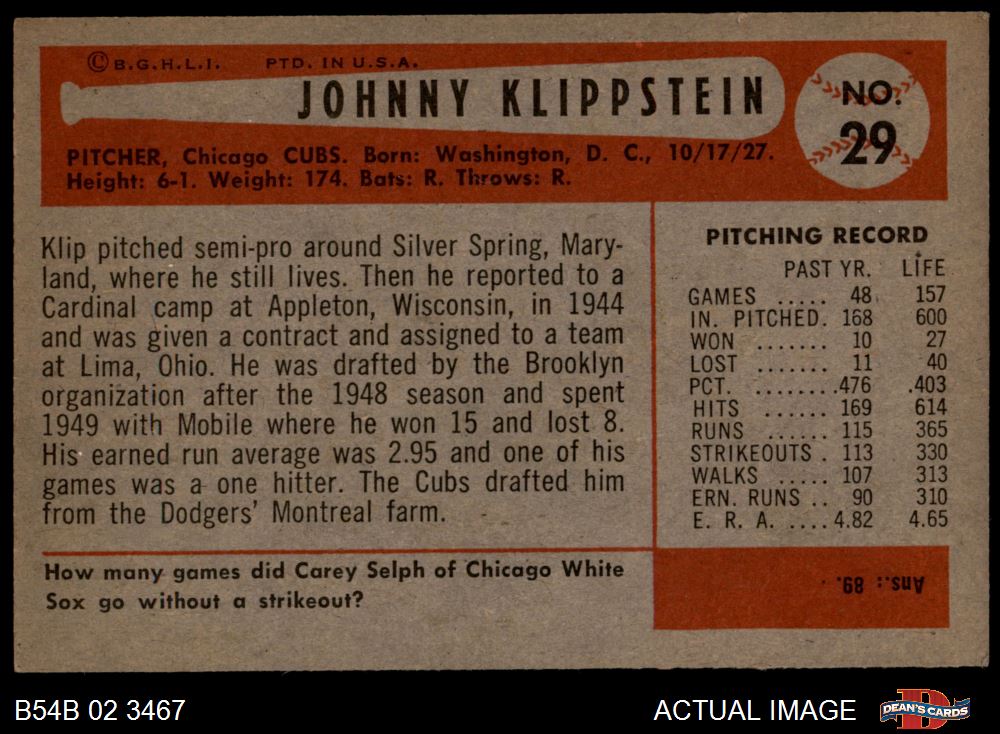 © B.G.H.L.I. PTD. IN U.S.A.
JOHNNY KLIPPSTEIN
NO. 29
PITCHER, Chicago CUBS. Born: Washington, D. C., 10/17/27.
Height: 6-1. Weight: 174. Bats: R. Throws: R.
Klip pitched semi-pro around Silver Spring, Mary-
land, where he still lives. Then he reported to a
Cardinal camp at Appleton, Wisconsin, in 1944
and was given a contract and assigned to a team
at Lima, Ohio. He was drafted by the Brooklyn
organization after the 1948 season and spent
1949 with Mobile where he won 15 and lost 8.
His earned run average was 2.95 and one of his
games was a one hitter. The Cubs drafted him
from the Dodgers' Montreal farm.
PITCHING RECORD
PAST YR. LIFE
GAMES ..... 48 157
IN. PITCHED. 168 600
WON ....... 10 27
LOST ....... 11 40
PCT. ........476 .403
HITS ...... 169 614
RUNS ...... 115 365
STRIKEOUTS . 113 330
WALKS ..... 107 313
ERN. RUNS .. 90 310
E. R. A. ....4.82 4.65
How many games did Carey Selph of Chicago White
Sox go without a strikeout?
Ans.: 89.
B54B 02 3467
ACTUAL IMAGE
DEAN'S CARDS